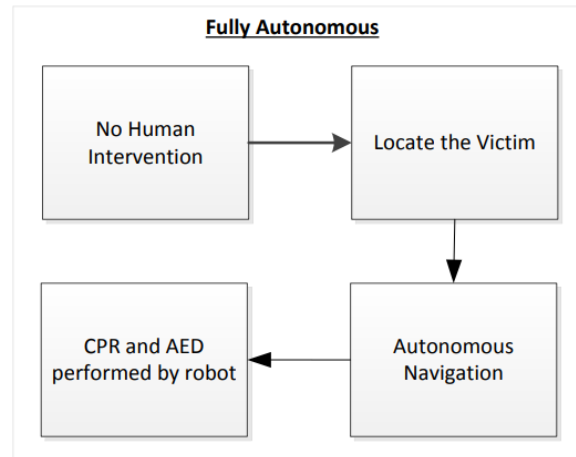 Fully Autonomous
No Human
Intervention
Locate the Victim
CPR and AED
performed by robot
Autonomous
Navigation